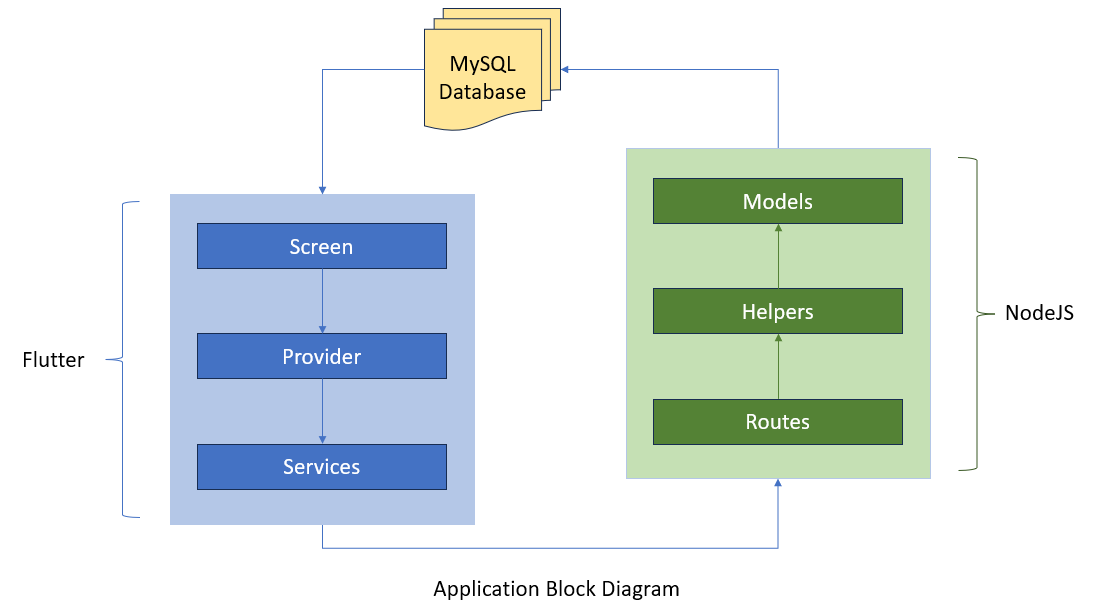 MySQL
Database
Models
Screen
Helpers
NodeJS
Provider
Flutter
Routes
Services
Application Block Diagram